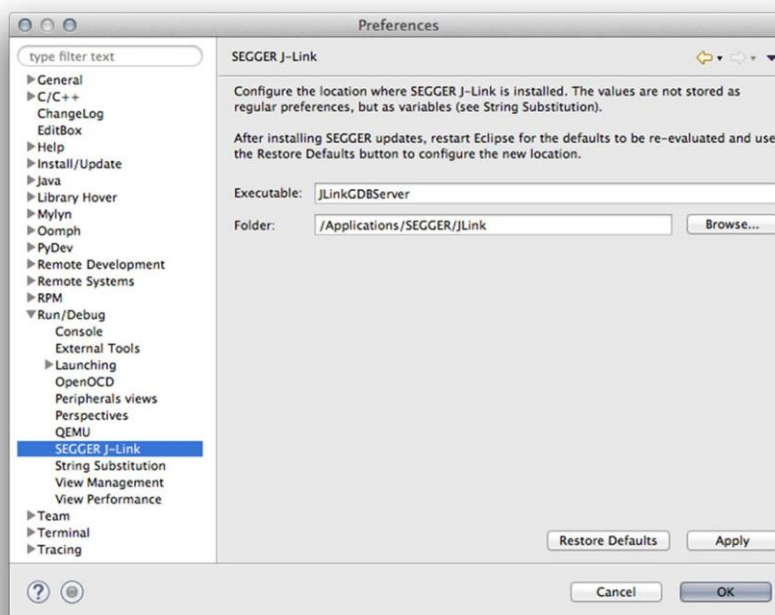 Preferences
type filter text
General
C/C++
ChangeLog
EditBox
Help
Install/Update
Java
Library Hover
Mylyn
Oomph
PyDev
Remote Development
Remote Systems
RPM
Run/Debug
Console
External Tools
Launching
OpenOCD
Peripherals views
Perspectives
QEMU
SEGGER J-Link
String Substitution
View Management
View Performance
Team
Terminal
Tracing
SEGGER J-Link
Configure the location where SEGGER J-Link is installed. The values are not stored as
regular preferences, but as variables (see String Substitution).
After installing SEGGER updates, restart Eclipse for the defaults to be re-evaluated and use
the Restore Defaults button to configure the new location.
Executable: JLinkGDBServer
Folder: /Applications/SEGGER/JLink Browse...
Restore Defaults Apply
? Cancel OK